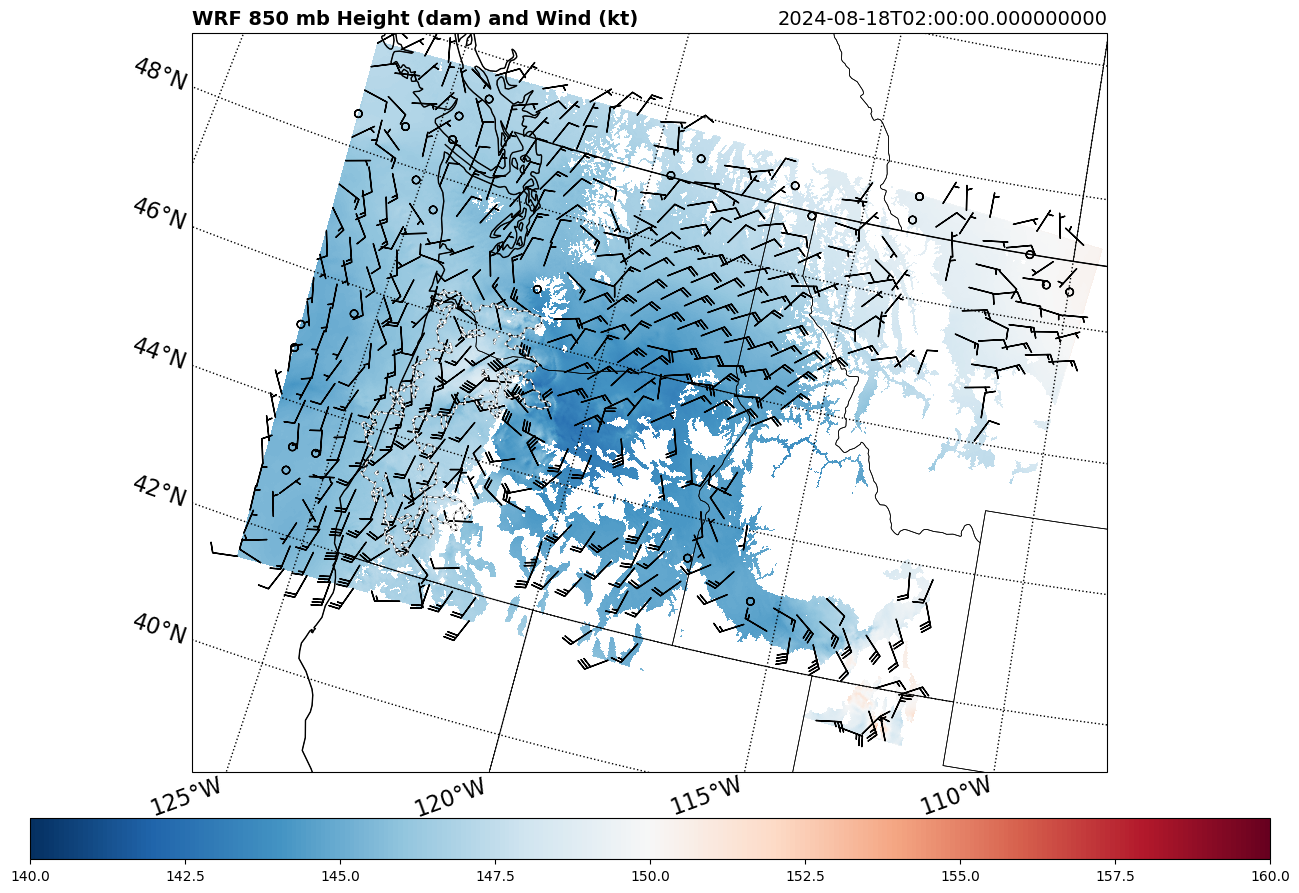 WRF 850 mb Height (dam) and Wind (kt)
2024-08-18T02:00:00.000000000
48°N
46°N
44°N
42°N
40°N
125°W
120°W
115°W
110°W
140.0
142.5
145.0
147.5
150.0
152.5
155.0
157.5
160.0